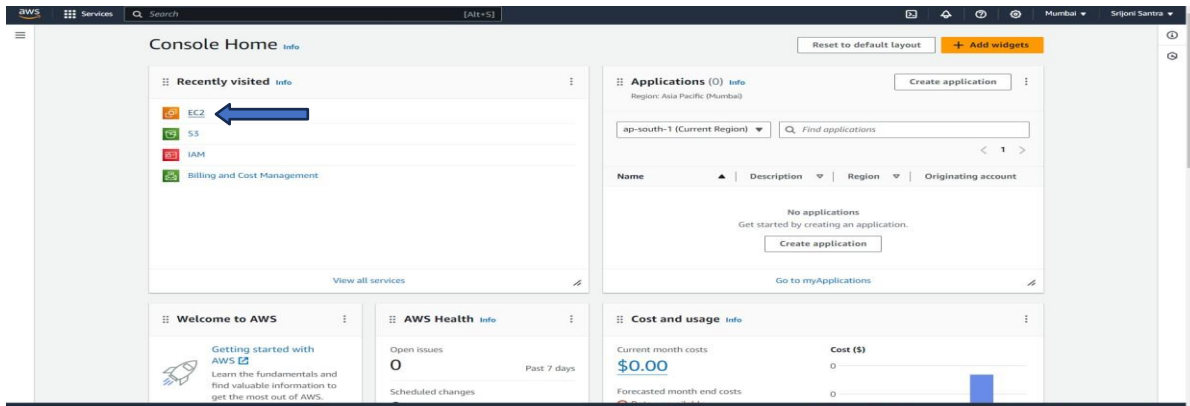 aws Services Search [Alt+S] Mumbai Srijoni Santra
Console Home Info
Reset to default layout + Add widgets
Recently visited Info
EC2
S3
IAM
Billing and Cost Management
View all services
Applications (0) Info
Create application
Region: Asia Pacific (Mumbai)
ap-south-1 (Current Region) Find applications
< 1 >
Name Description Region Originating account
No applications
Get started by creating an application.
Create application
Go to myApplications
Welcome to AWS
Getting started with
AWS
Learn the fundamentals and
find valuable information to
get the most out of AWS.
AWS Health Info
Open issues
0 Past 7 days
Scheduled changes
Cost and usage Info
Current month costs
$0.00
Forecasted month end costs
Cost ($)
0
0